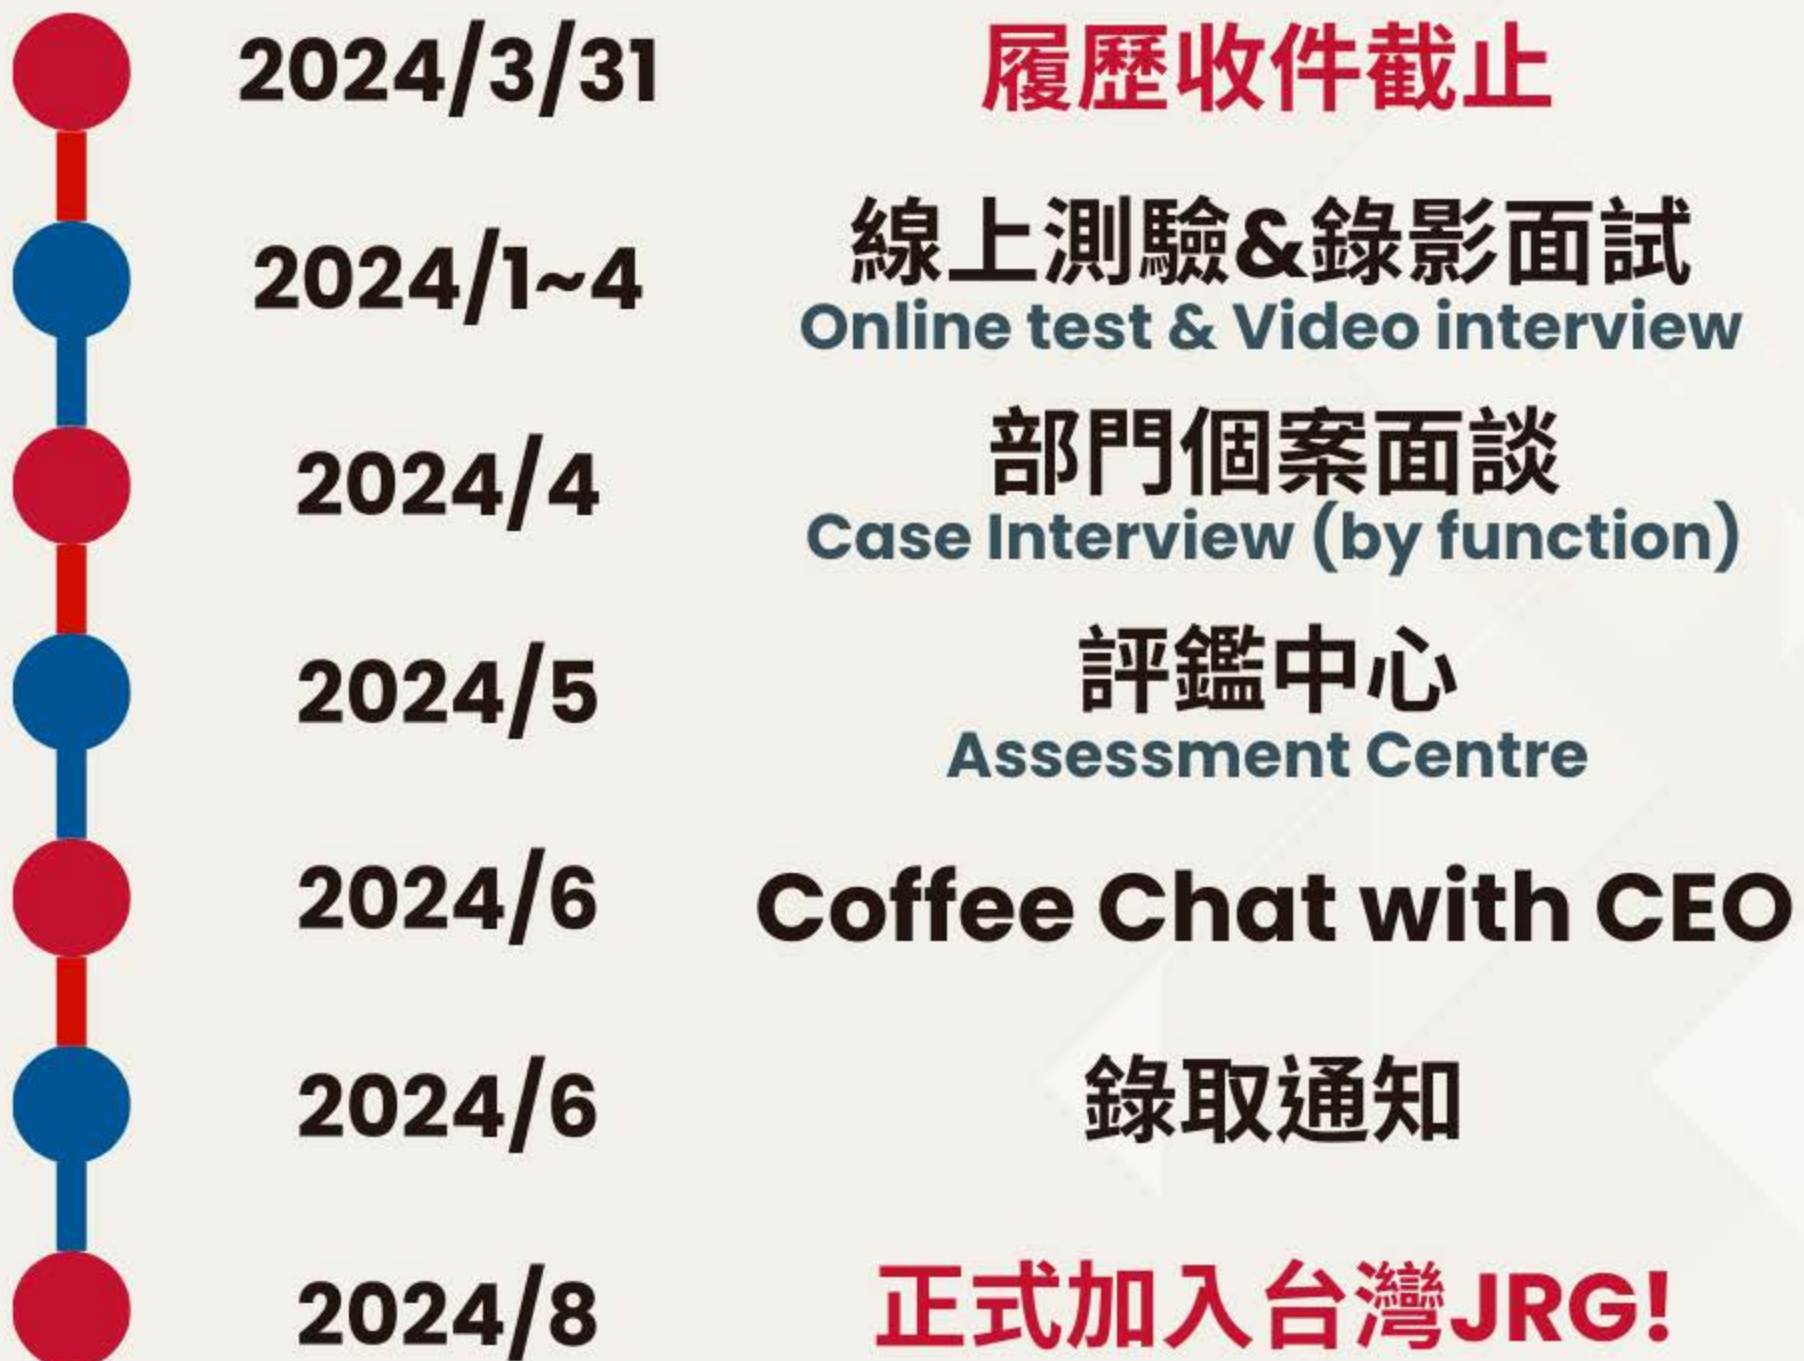 2024/3/31 履歷收件截止
2024/1~4 線上測驗&錄影面試
Online test & Video interview
2024/4 部門個案面談
Case Interview (by function)
2024/5 評鑑中心
Assessment Centre
2024/6 Coffee Chat with CEO
2024/6 錄取通知
2024/8 正式加入台灣JRG!